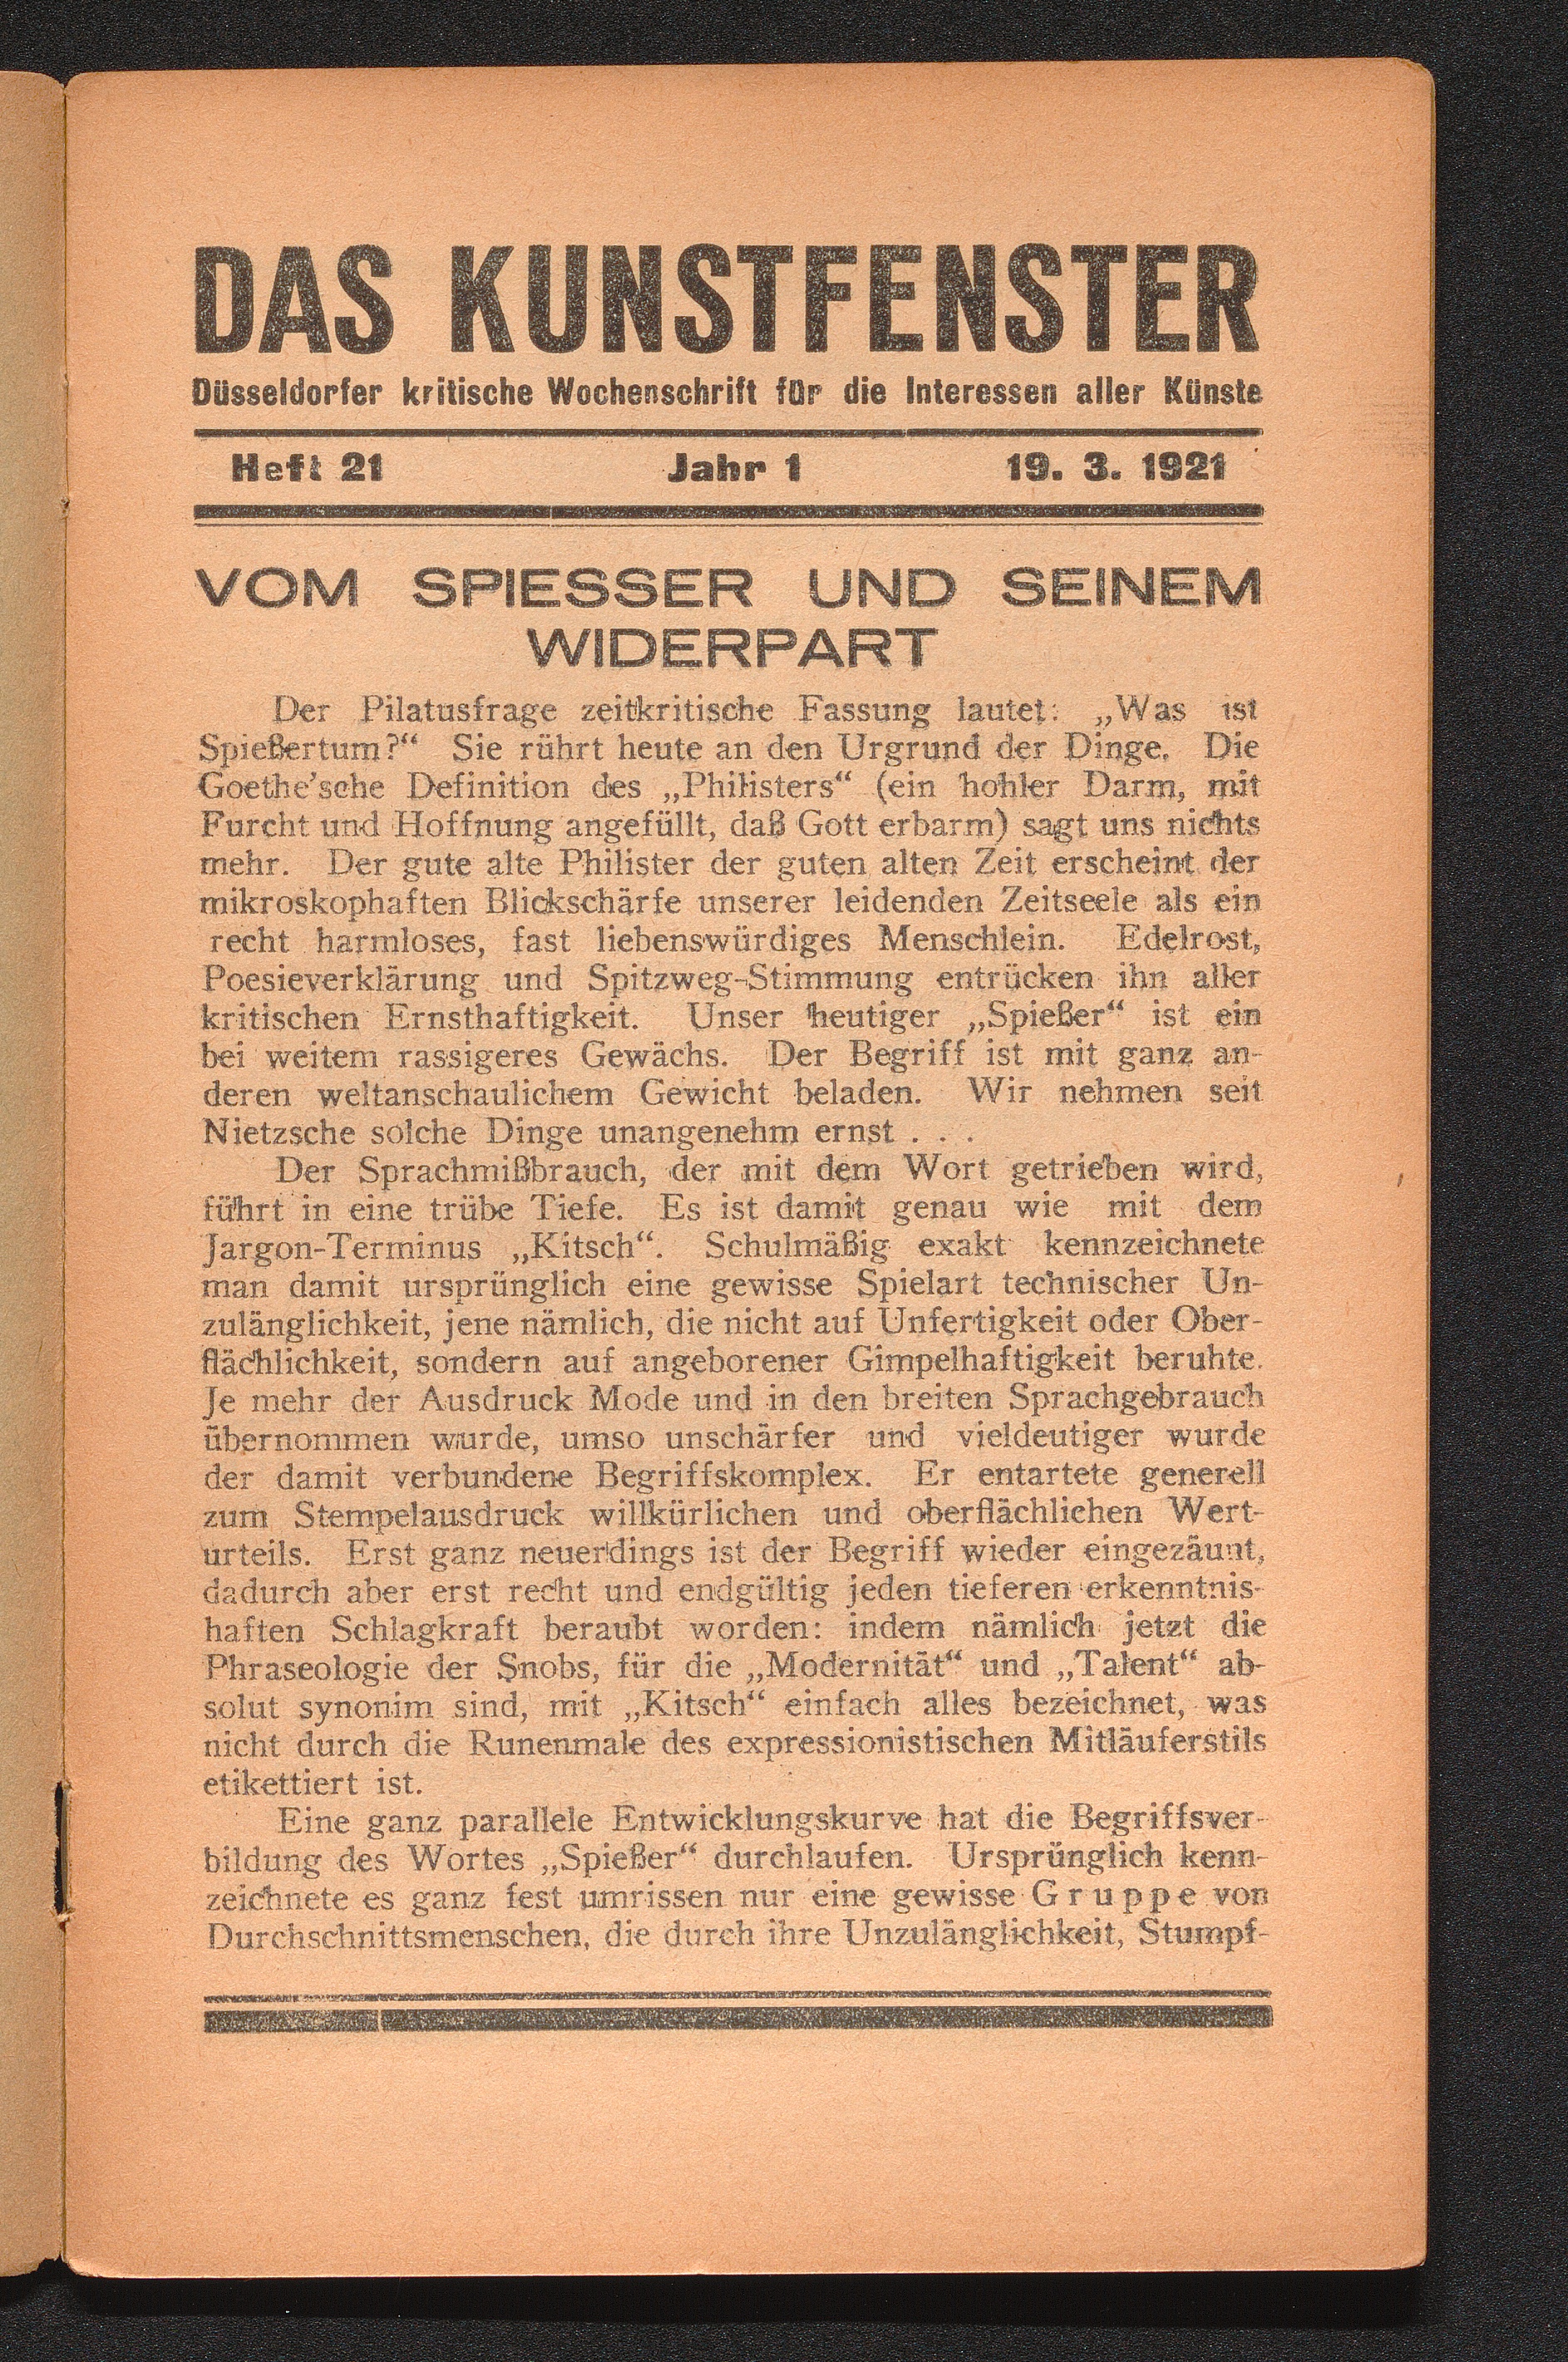 DAS KUNSTFENSTER
Düsseldorfer kritische Wochenschrift für die Interessen aller Künste
Heft 21 Jahr 1 19. 3. 1921
VOM SPIESSER UND SEINEM
WIDERPART
Der Pilatusfrage zeitkritische Fassung lautet: „Was ist
Spießertum?“ Sie rührt heute an den Urgrund der Dinge. Die
Goethe’sche Definition des „Philisters“ (ein hohler Darm, mit
Furcht und Hoffnung angefüllt, daß Gott erbarm) sagt uns nichts
mehr. Der gute alte Philister der guten alten Zeit erscheint der
mikroskophaften Blickschärfe unserer leidenden Zeitseele als ein
recht harmloses, fast liebenswürdiges Menschlein. Edelrost,
Poesieverklärung und Spitzweg-Stimmung entrücken ihn aller
kritischen Ernsthaftigkeit. Unser heutiger „Spießer“ ist ein
bei weitem rassigeres Gewächs. Der Begriff ist mit ganz an-
deren weltanschaulichem Gewicht beladen. Wir nehmen seit
Nietzsche solche Dinge unangenehm ernst . . .
Der Sprachmißbrauch, der mit dem Wort getrieben wird,
führt in eine trübe Tiefe. Es ist damit genau wie mit dem
Jargon-Terminus „Kitsch“. Schulmäßig exakt kennzeichnete
man damit ursprünglich eine gewisse Spielart technischer Un-
zulänglichkeit, jene nämlich, die nicht auf Unfertigkeit oder Ober-
flächlichkeit, sondern auf angeborener Gimpelhaftigkeit beruhte.
Je mehr der Ausdruck Mode und in den breiten Sprachgebrauch
übernommen wurde, umso unschärfer und vieldeutiger wurde
der damit verbundene Begriffskomplex. Er entartete generell
zum Stempelausdruck willkürlichen und oberflächlichen Wert-
urteils. Erst ganz neuerdings ist der Begriff wieder eingezäunt,
dadurch aber erst recht und endgültig jeden tieferen erkenntnis-
haften Schlagkraft beraubt worden: indem nämlich jetzt die
Phraseologie der Snobs, für die „Modernität“ und „Talent“ ab-
solut synonim sind, mit „Kitsch“ einfach alles bezeichnet, was
nicht durch die Runenmale des expressionistischen Mitläuferstils
etikettiert ist.
Eine ganz parallele Entwicklungskurve hat die Begriffsver-
bildung des Wortes „Spießer“ durchlaufen. Ursprünglich kenn-
zeichnete es ganz fest umrissen nur eine gewisse Gruppe von
Durchschnittsmenschen, die durch ihre Unzulänglichkeit, Stumpf-